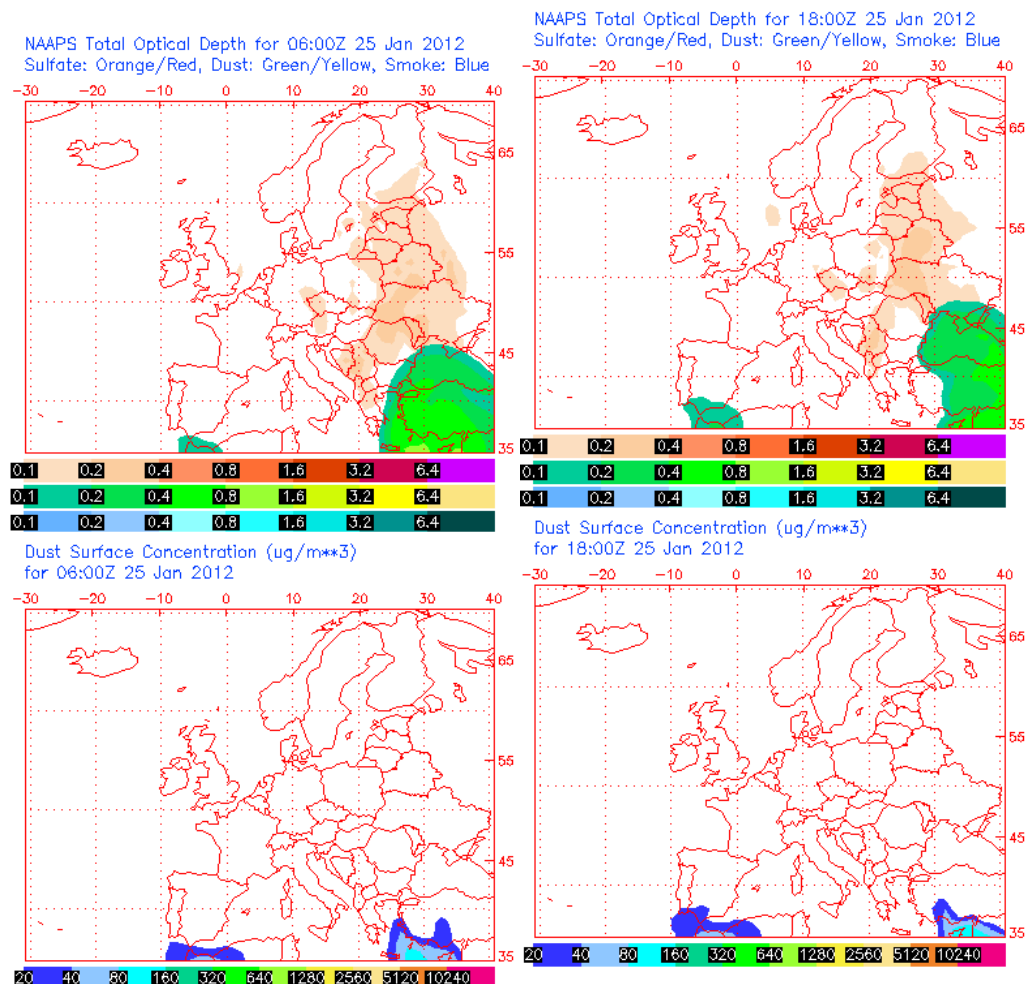 NAAPS Total Optical Depth for 06:00Z 25 Jan 2012
Sulfate: Orange/Red, Dust: Green/Yellow, Smoke: Blue
-30 -20 -10 0 10 20 30 40
65
55
45
35
0.1 0.2 0.4 0.8 1.6 3.2 6.4
0.1 0.2 0.4 0.8 1.6 3.2 6.4
0.1 0.2 0.4 0.8 1.6 3.2 6.4
NAAPS Total Optical Depth for 18:00Z 25 Jan 2012
Sulfate: Orange/Red, Dust: Green/Yellow, Smoke: Blue
-30 -20 -10 0 10 20 30 40
65
55
45
35
0.1 0.2 0.4 0.8 1.6 3.2 6.4
0.1 0.2 0.4 0.8 1.6 3.2 6.4
0.1 0.2 0.4 0.8 1.6 3.2 6.4
Dust Surface Concentration (ug/m**3)
for 06:00Z 25 Jan 2012
-30 -20 -10 0 10 20 30 40
65
55
45
35
20 40 80 160 320 640 1280 2560 5120 10240
Dust Surface Concentration (ug/m**3)
for 18:00Z 25 Jan 2012
-30 -20 -10 0 10 20 30 40
65
55
45
35
20 40 80 160 320 640 1280 2560 5120 10240